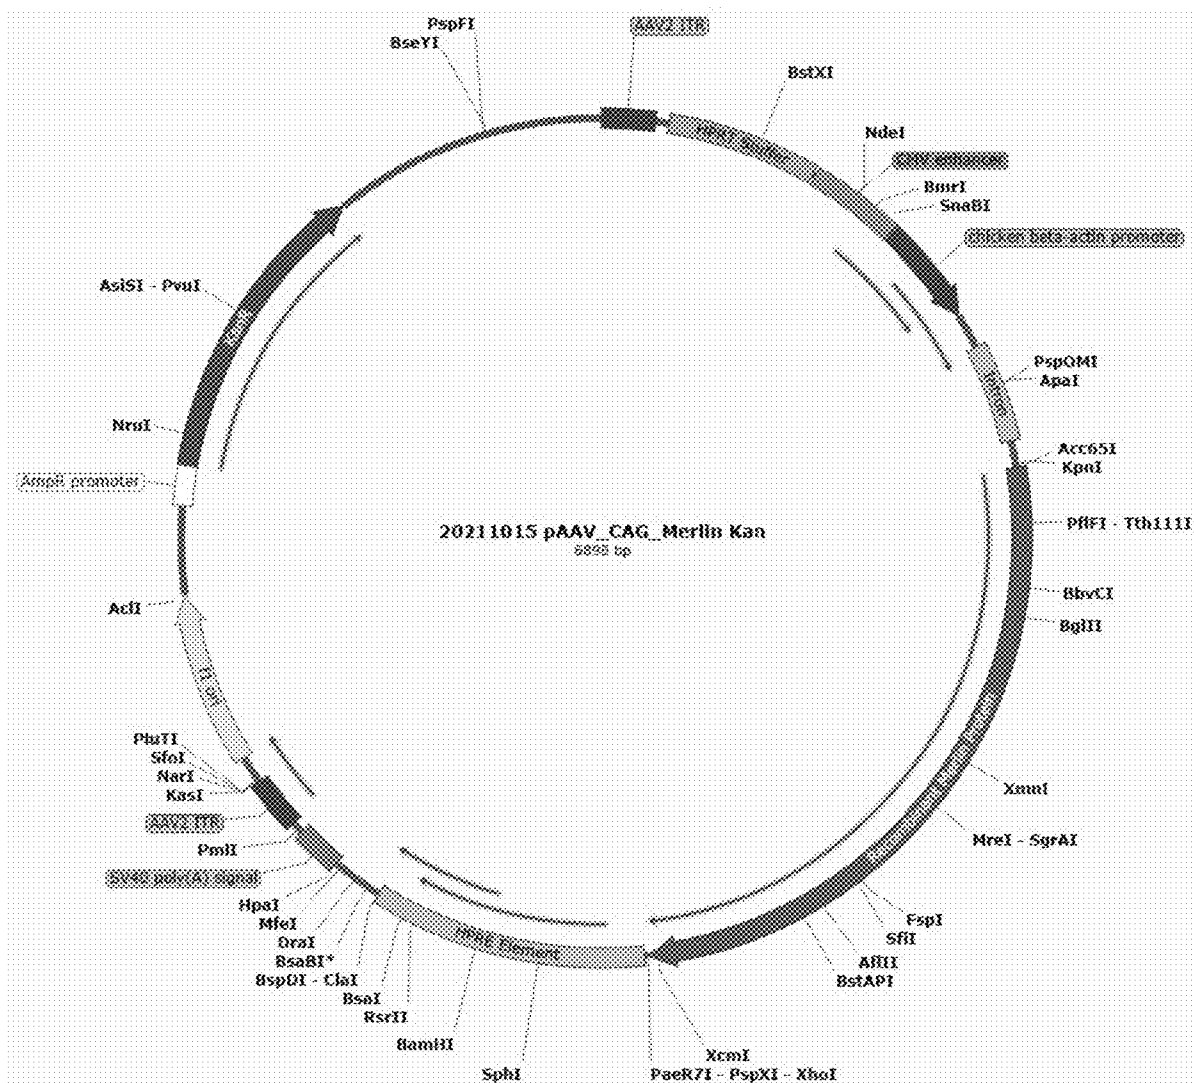 PspFI
BseYI
AAV2 ITR
BstXI
NdeI
CMV enhancer
BmrI
SnaBI
chicken beta-actin promoter
AsiSI - PvuI
PspOMI
ApaI
NruI
Acc65I
KpnI
AmpR promoter
20211015 pAAV_CAG_Merlin Kan
bp
PflFI - Tth111I
BbvCI
AclI
BglII
f1 ori
PluTI
SfoI
NarI
KasI
XmnI
AAV2 ITR
MreI - SgrAI
PmlI
SV40 poly(A) signal
HpaI
FspI
MfeI
SfiI
DraI
WPRE Element
BsaBI*
AflII
BspDI - ClaI
BstAPI
BsaI
RsrII
BamHI
XcmI
SphI
PaeR7I - PspXI - XhoI